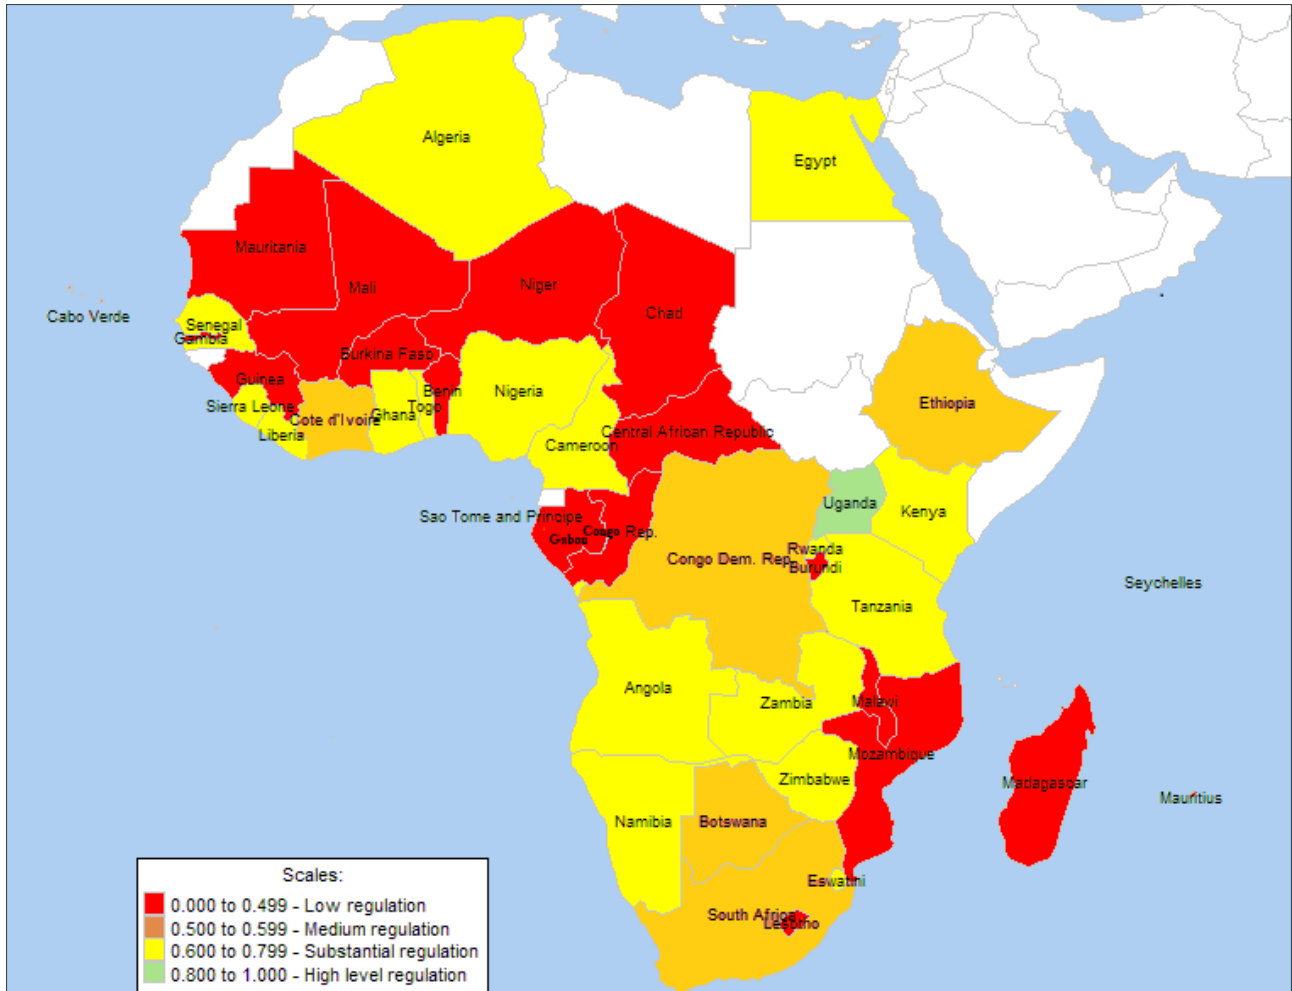 Algeria
Egypt
Mauritania
Mali
Niger
Chad
Cabo Verde
Senegal
Gambia
Burkina Faso
Guinea
Benin
Nigeria
Sierra Leone
Togo
Ghana
Cote d'Ivoire
Liberia
Ethiopia
Central African Republic
Cameroon
Uganda
Kenya
Sao Tome and Principe
Gabon
Congo Rep.
Congo Dem. Rep.
Rwanda
Burundi
Seychelles
Tanzania
Angola
Zambia
Malawi
Mozambique
Zimbabwe
Madagascar
Mauritius
Namibia
Botswana
Eswatini
South Africa
Lesotho
Scales:
0.000 to 0.499 - Low regulation
0.500 to 0.599 - Medium regulation
0.600 to 0.799 - Substantial regulation
0.800 to 1.000 - High level regulation